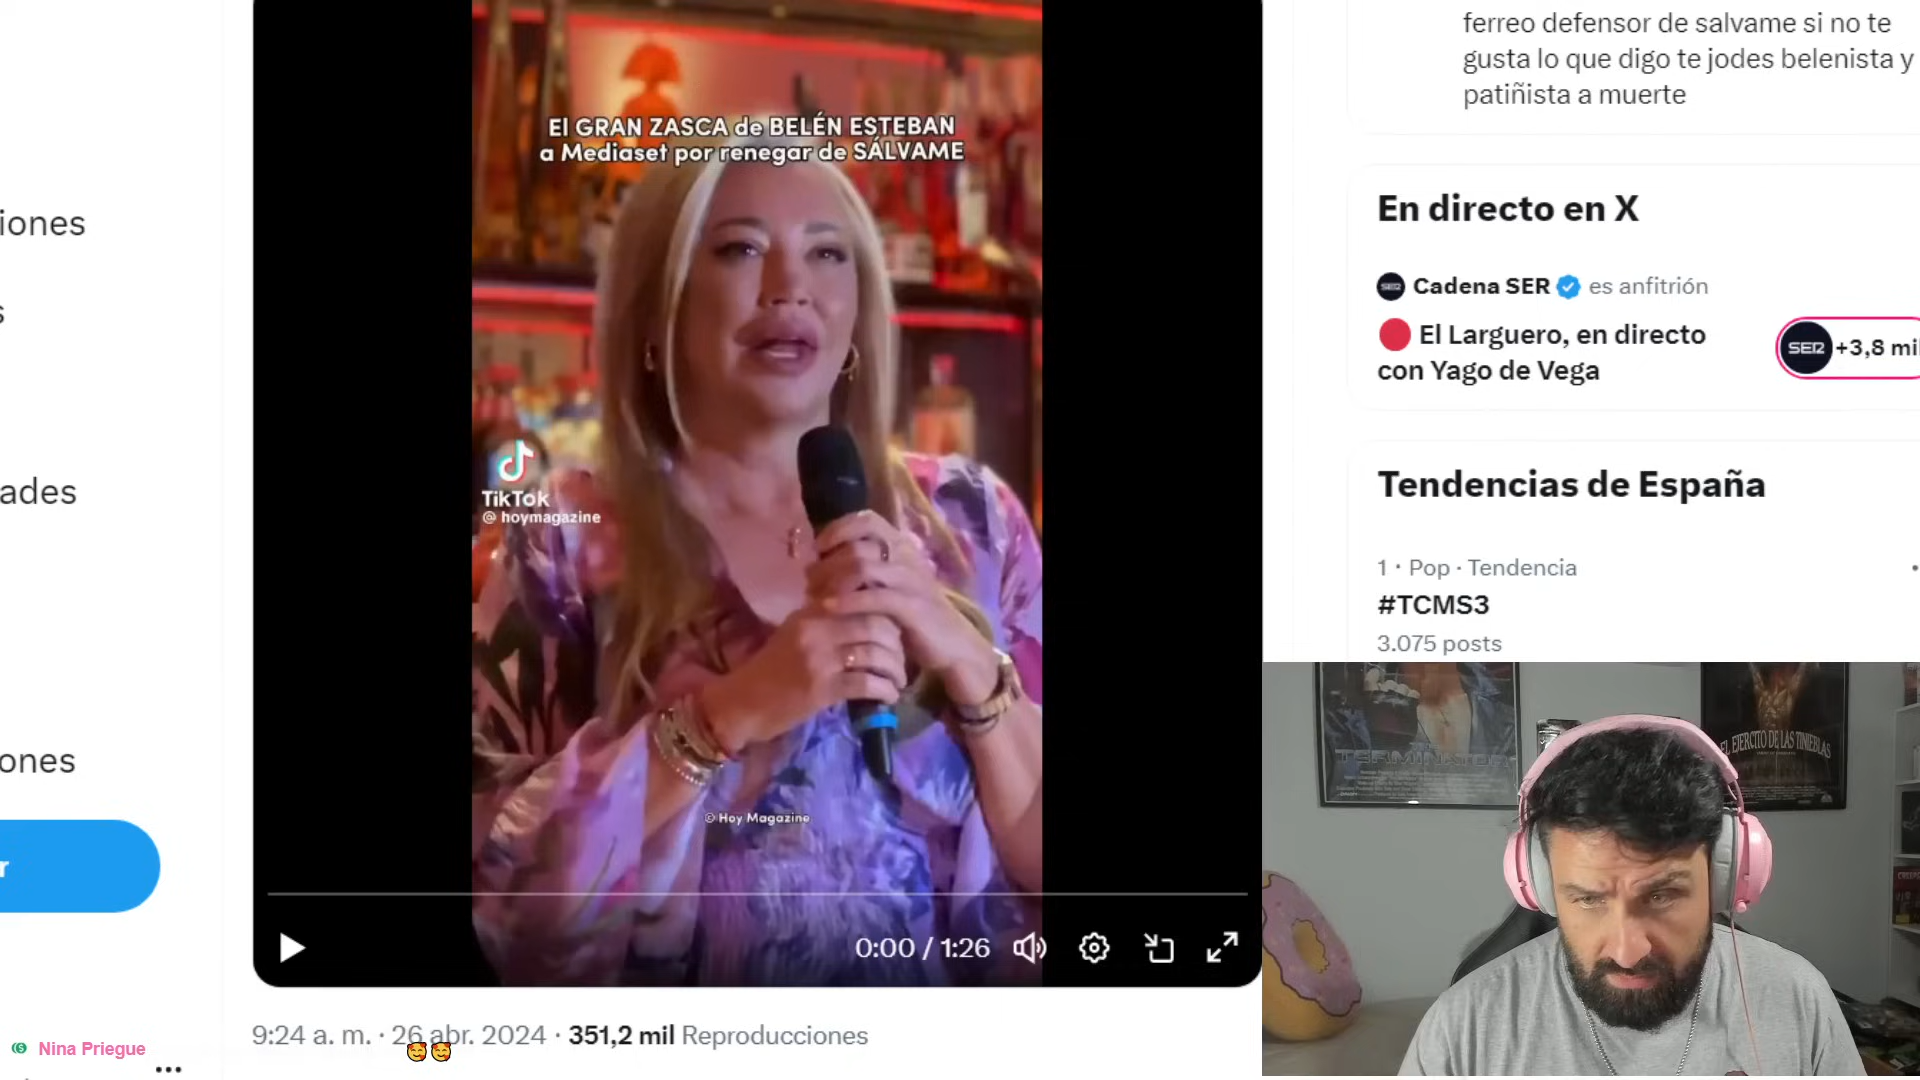 iones
s
ades
ones
r
El GRAN ZASCA de BELÉN ESTEBAN
a Mediaset por renegar de SÁLVAME
TikTok
@ hoymagazine
© Hoy Magazine
0:00 / 1:26
9:24 a. m. · 26 abr. 2024 · 351,2 mil Reproducciones
Nina Priegue
ferreo defensor de salvame si no te
gusta lo que digo te jodes belenista y
patiñista a muerte
En directo en X
Cadena SER es anfitrión
El Larguero, en directo
con Yago de Vega
SER +3,8 mil
Tendencias de España
1 · Pop · Tendencia
#TCMS3
3.075 posts
TERMINATOR
EL EJERCITO DE LAS TINIEBLAS